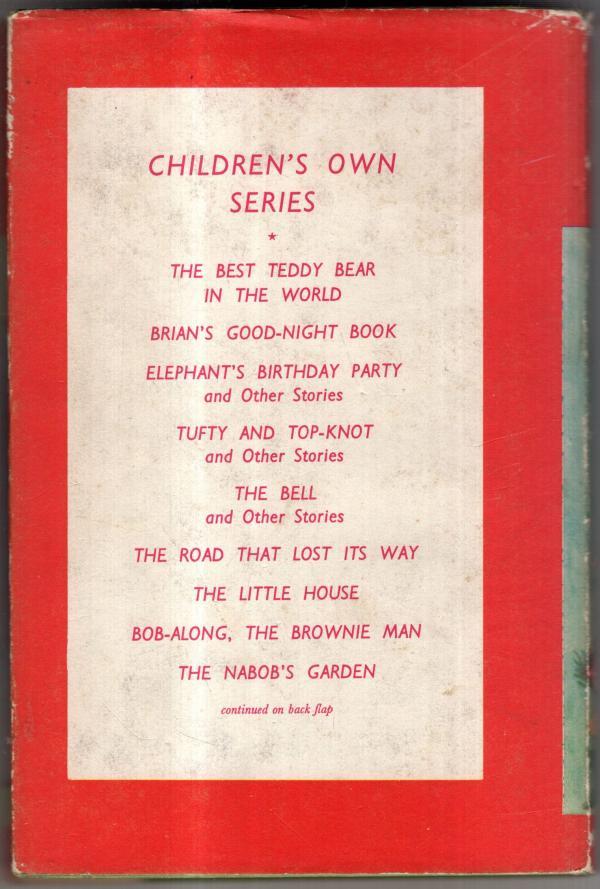 CHILDREN'S OWN
SERIES
★
THE BEST TEDDY BEAR
IN THE WORLD
BRIAN'S GOOD-NIGHT BOOK
ELEPHANT'S BIRTHDAY PARTY
and Other Stories
TUFTY AND TOP-KNOT
and Other Stories
THE BELL
and Other Stories
THE ROAD THAT LOST ITS WAY
THE LITTLE HOUSE
BOB-ALONG, THE BROWNIE MAN
THE NABOB'S GARDEN
continued on back flap